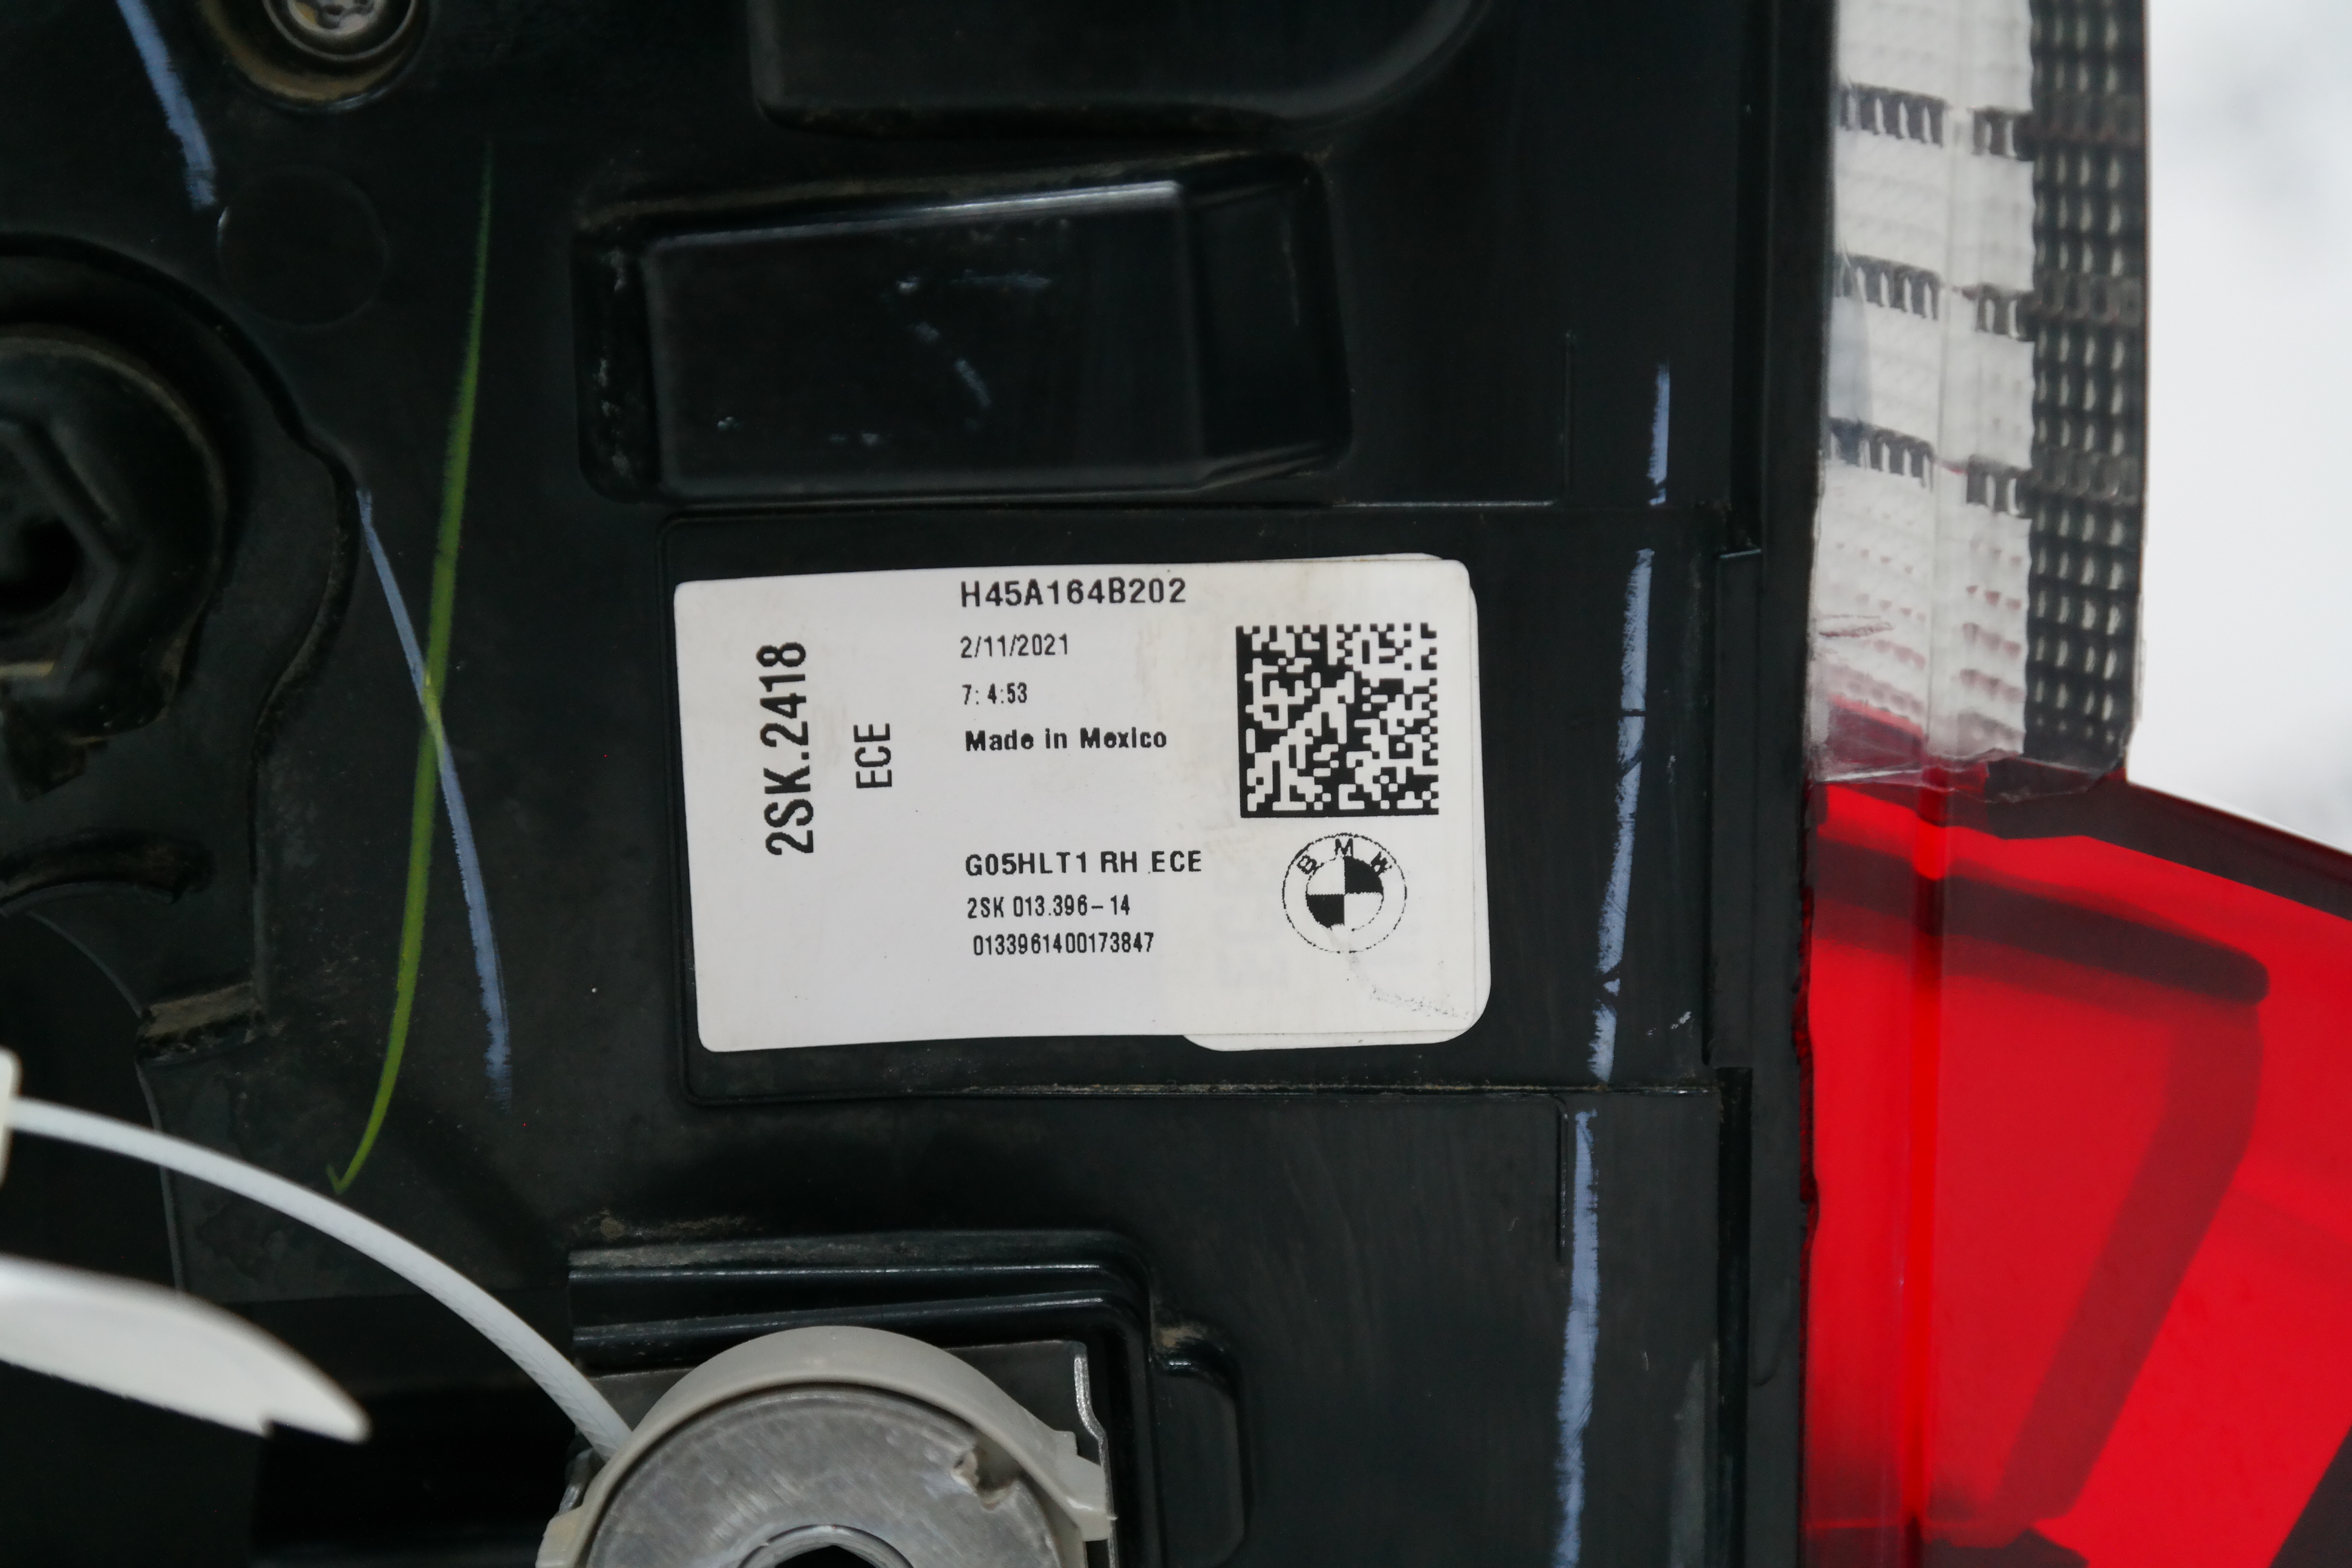 2SK.2418
ECE
H45A164B202
2/11/2021
7: 4:53
Made in Mexico
G05HLT1 RH ECE
2SK 013.396-14
0133961400173847
BMW